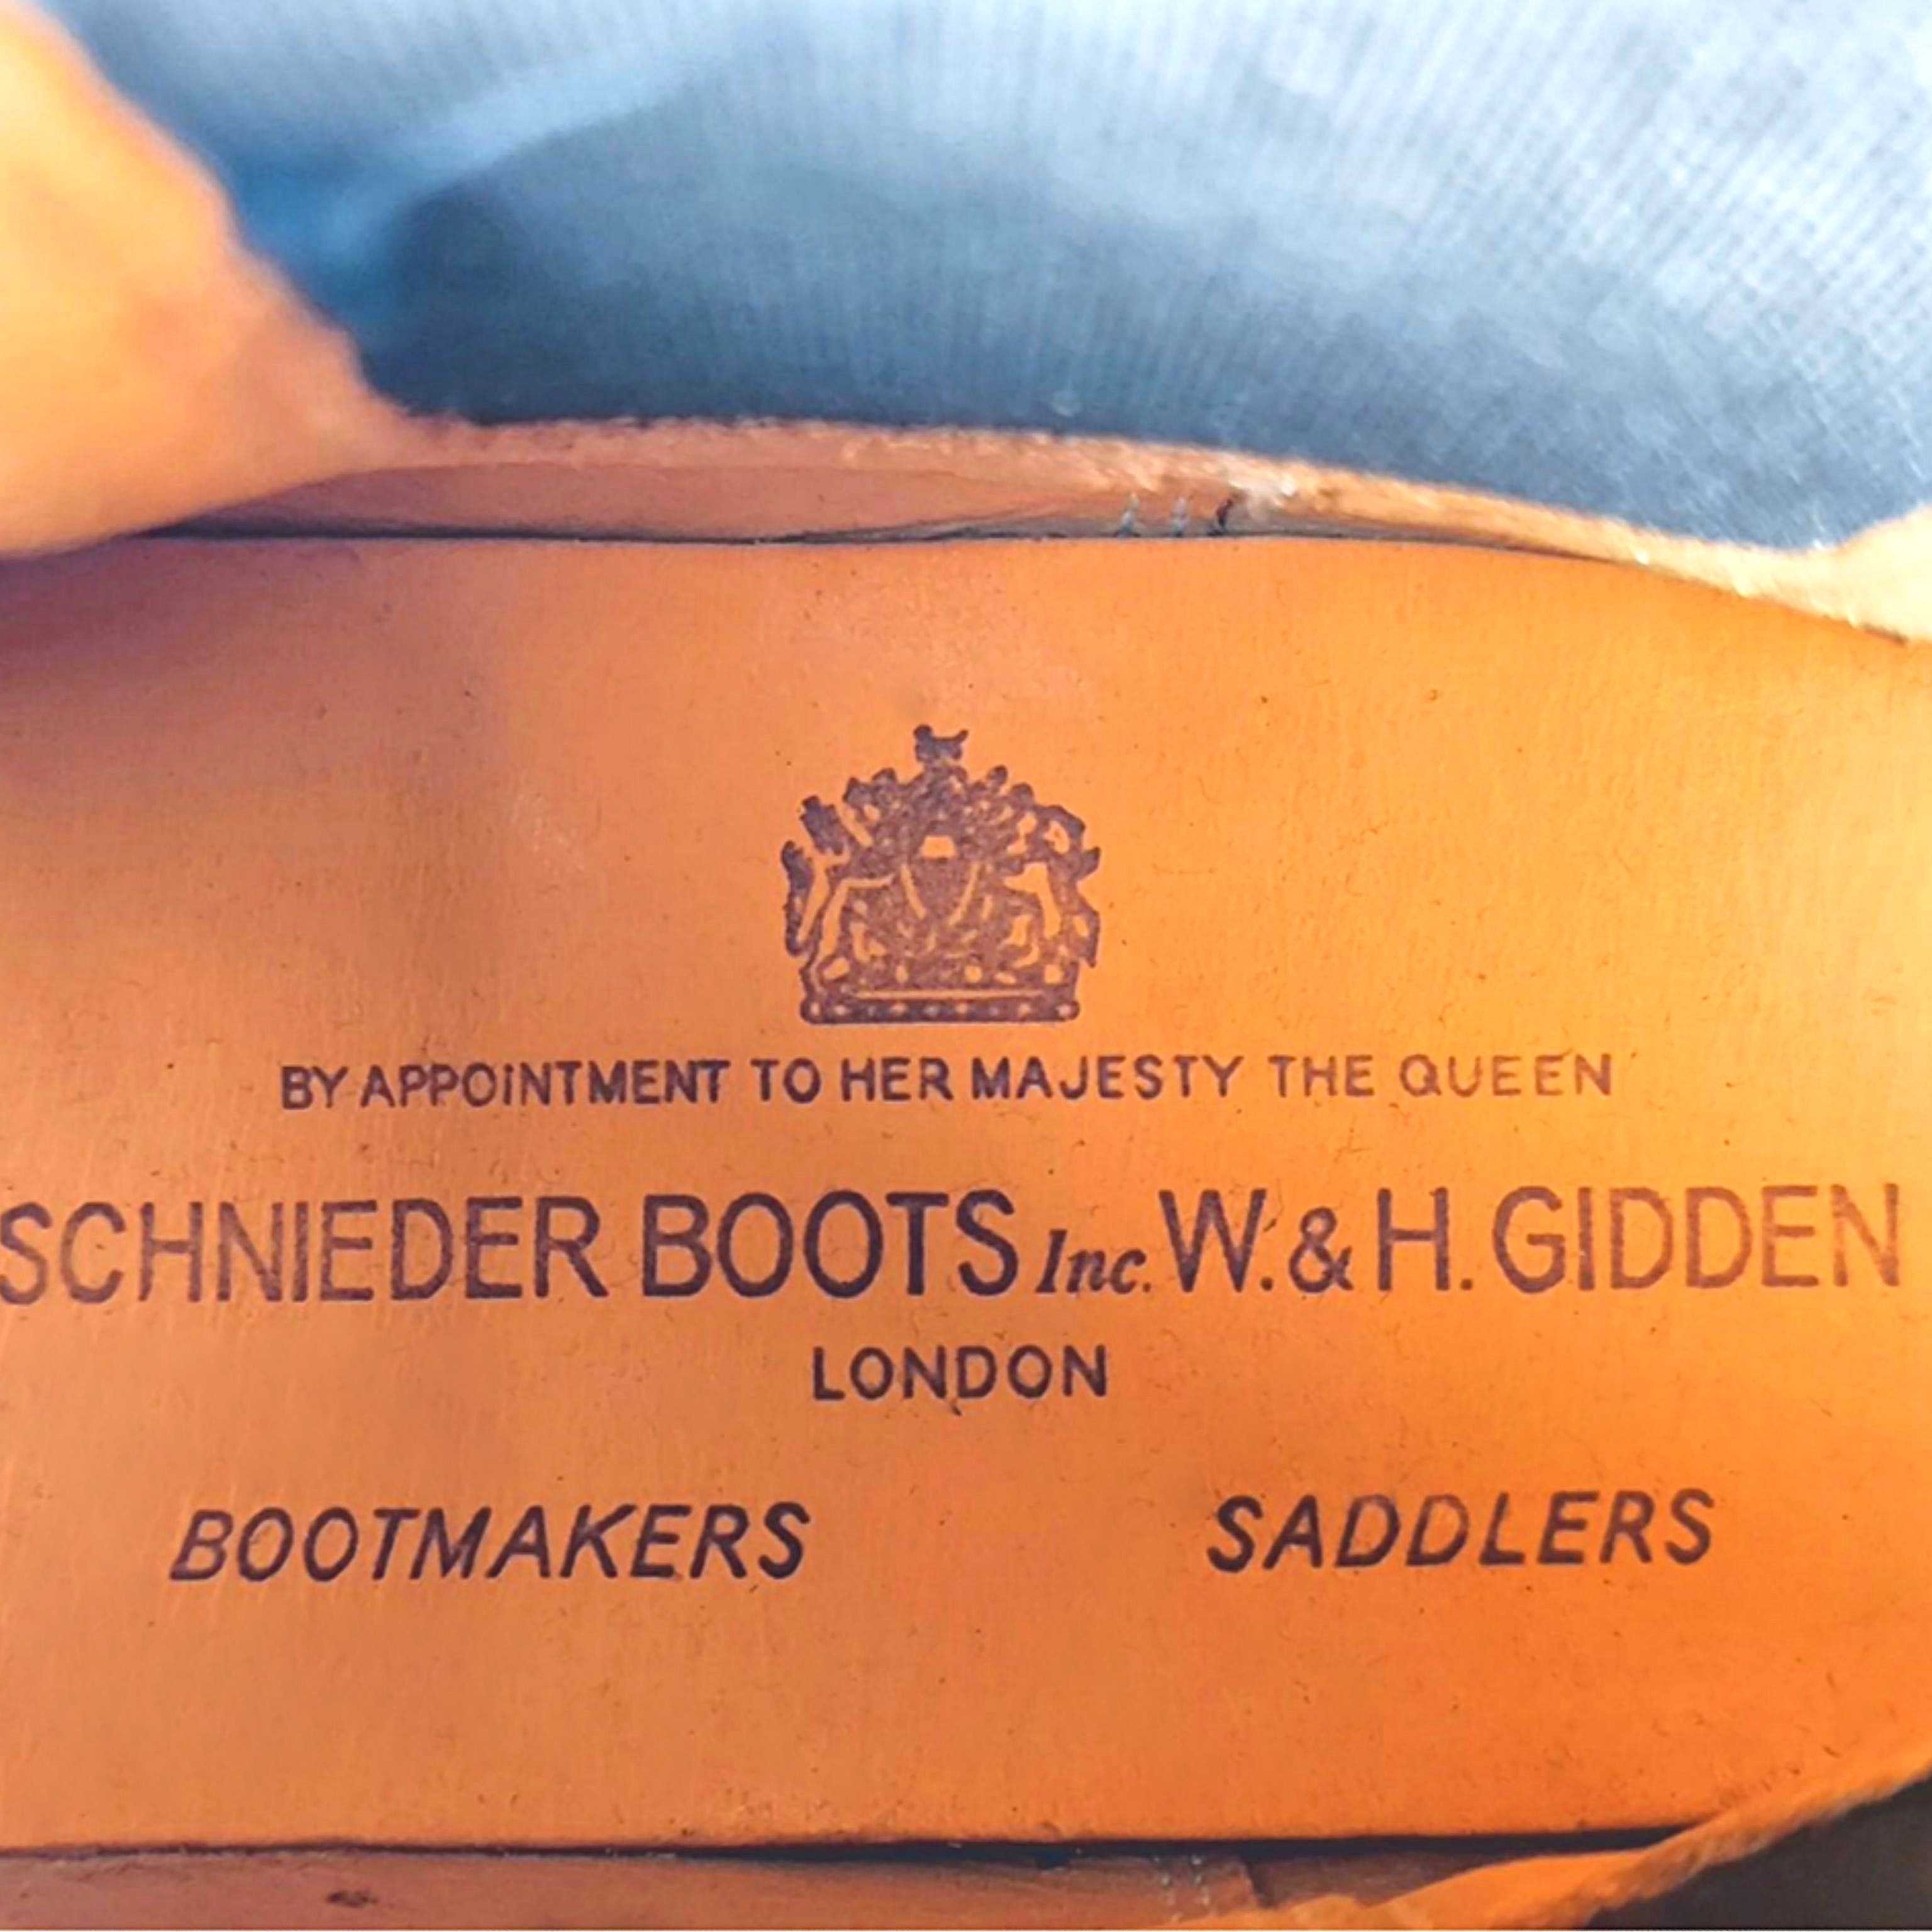 BY APPOINTMENT TO HER MAJESTY THE QUEEN
SCHNIEDER BOOTS Inc. W. & H. GIDDEN
LONDON
BOOTMAKERS SADDLERS